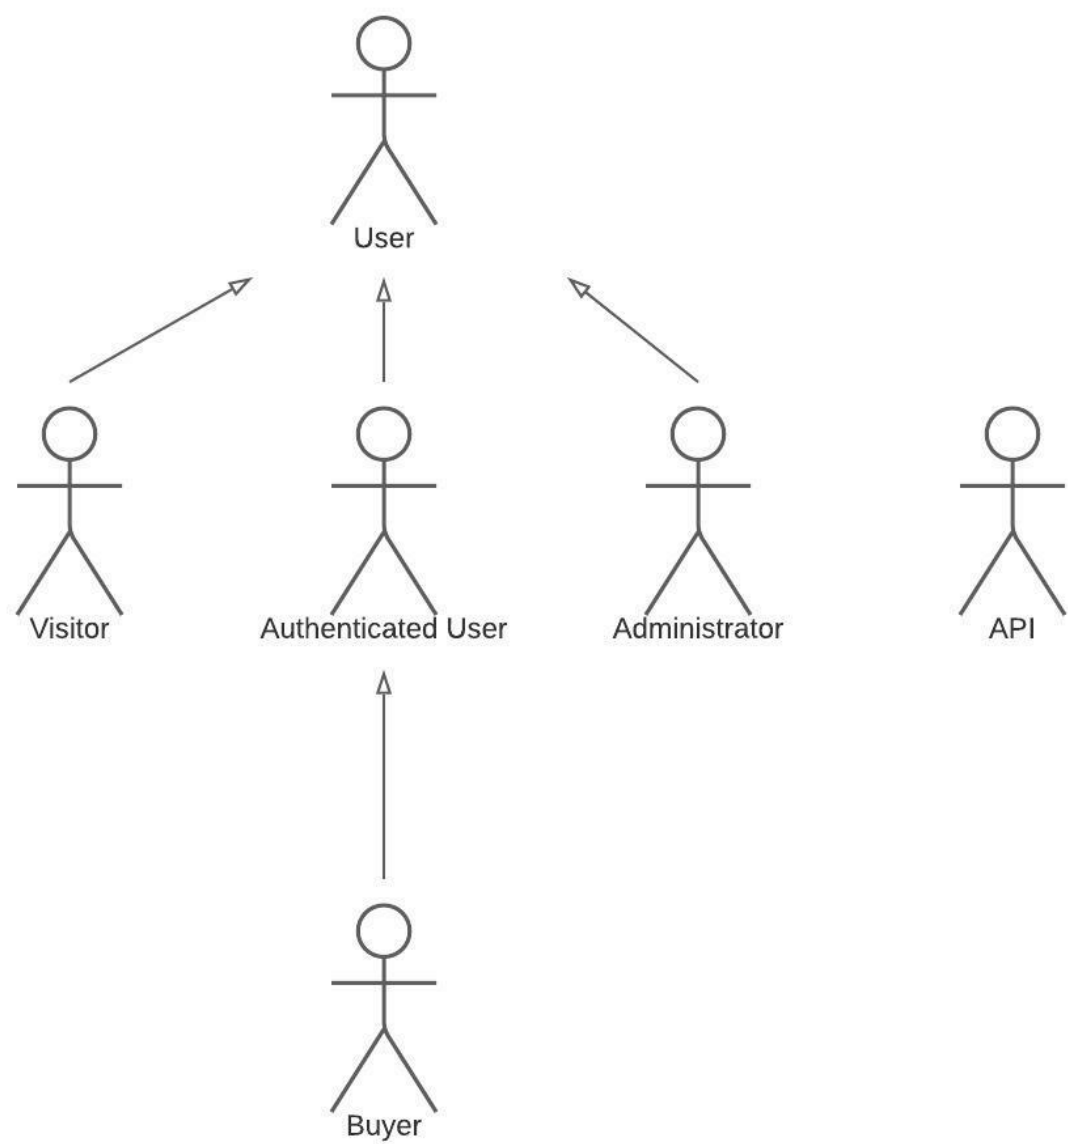 User
Visitor
Authenticated User
Administrator
API
Buyer